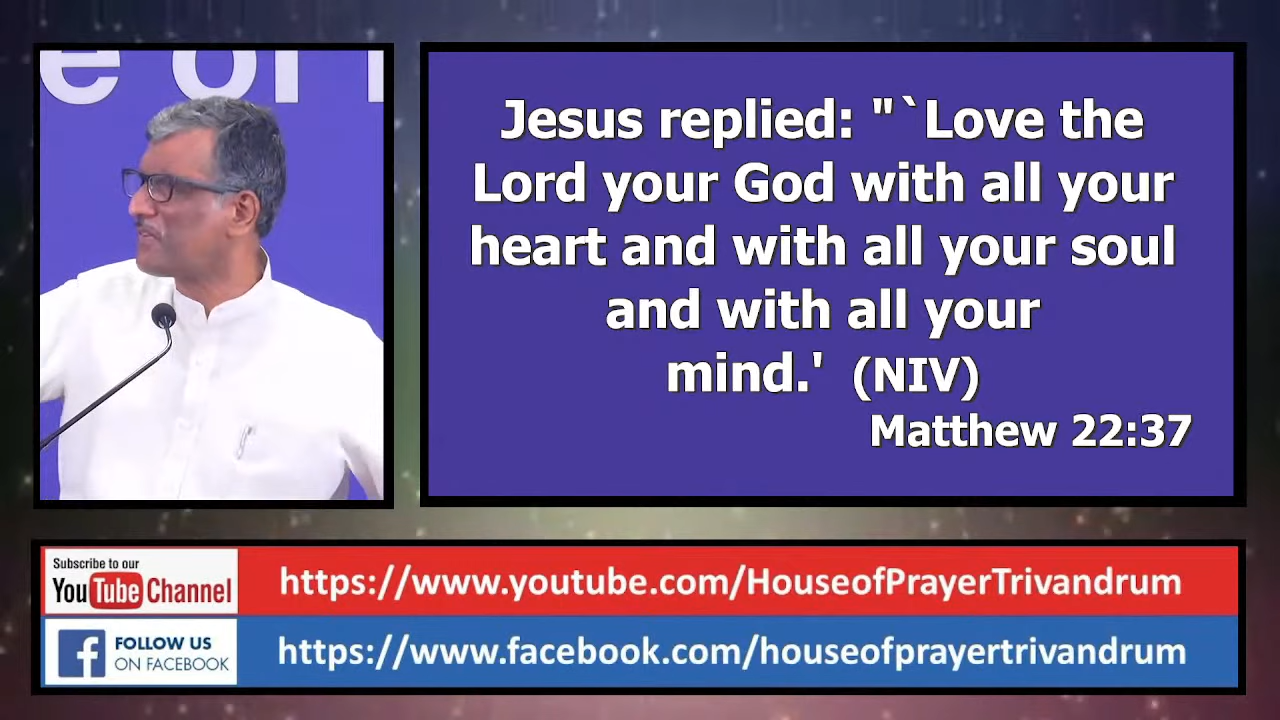 e of
Jesus replied: "`Love the
Lord your God with all your
heart and with all your soul
and with all your
mind.' (NIV)
Matthew 22:37
Subscribe to our
YouTube Channel
https://www.youtube.com/HouseofPrayerTrivandrum
FOLLOW US
ON FACEBOOK
https://www.facebook.com/houseofprayertrivandrum